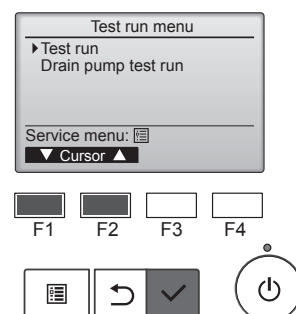 Test run menu
Test run
Drain pump test run
Service menu:
Cursor
F1 F2 F3 F4